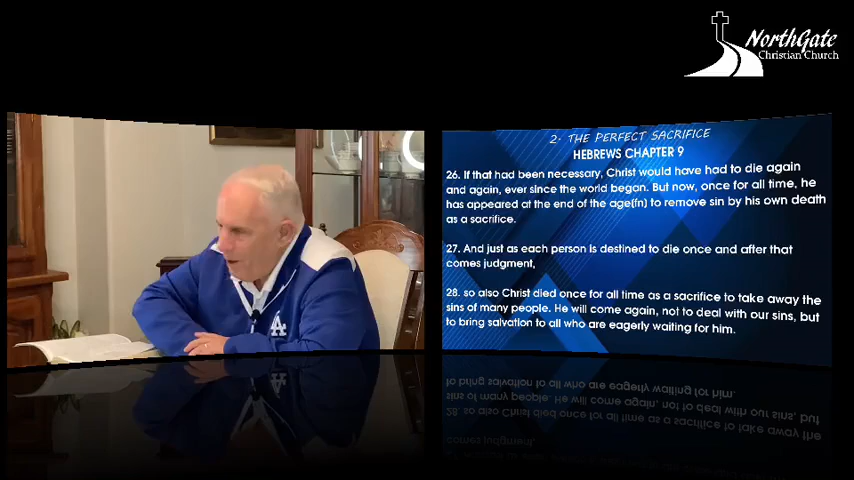 NorthGate
Christian Church
2. THE PERFECT SACRIFICE
HEBREWS CHAPTER 9
26. If that had been necessary, Christ would have had to die again
and again, ever since the world began. But now, once for all time, he
has appeared at the end of the age[fn] to remove sin by his own death
as a sacrifice.
27. And just as each person is destined to die once and after that
comes judgment,
28. so also Christ died once for all time as a sacrifice to take away the
sins of many people. He will come again, not to deal with our sins, but
to bring salvation to all who are eagerly waiting for him.
LA